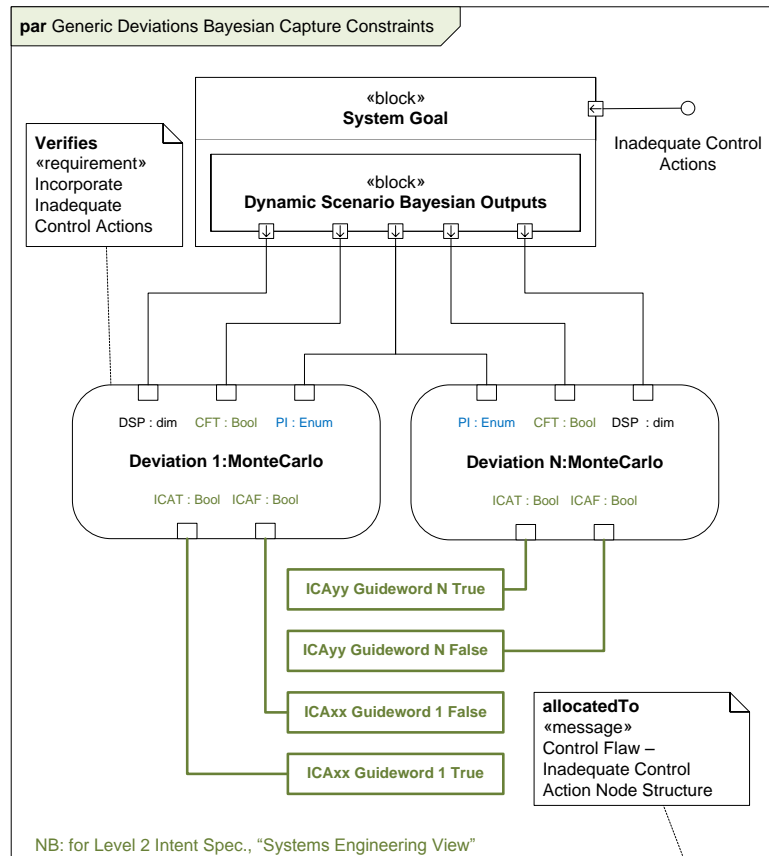 par Generic Deviations Bayesian Capture Constraints
«block»
System Goal
Inadequate Control
Actions
Verifies
«requirement»
Incorporate
Inadequate
Control Actions
«block»
Dynamic Scenario Bayesian Outputs
DSP : dim CFT : Bool PI : Enum
Deviation 1:MonteCarlo
ICAT : Bool ICAF : Bool
PI : Enum CFT : Bool DSP : dim
Deviation N:MonteCarlo
ICAT : Bool ICAF : Bool
ICAyy Guideword N True
ICAyy Guideword N False
ICAxx Guideword 1 False
ICAxx Guideword 1 True
allocatedTo
«message»
Control Flaw –
Inadequate Control
Action Node Structure
NB: for Level 2 Intent Spec., “Systems Engineering View”